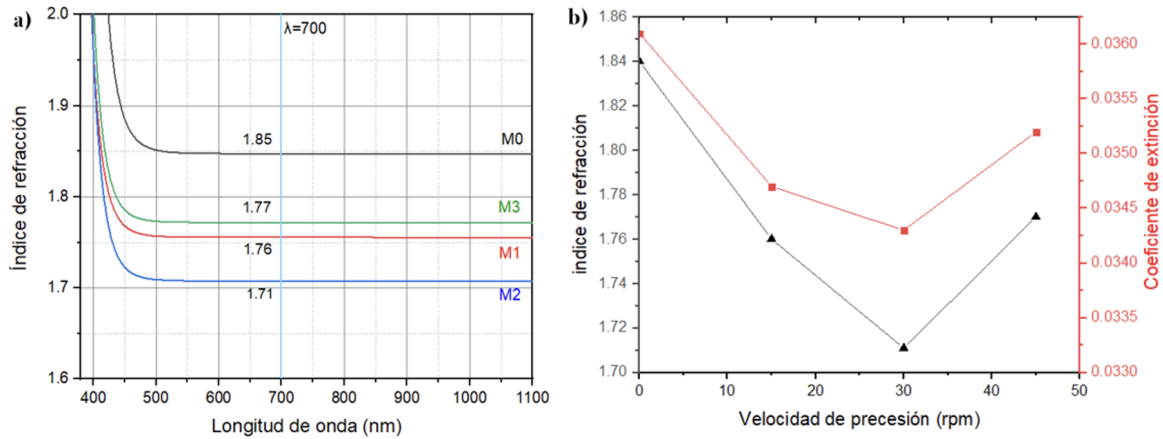 a)
Índice de refracción
2.0
1.9
1.8
1.7
1.6
λ=700
1.85
M0
1.77
M3
1.76
M1
1.71
M2
400 500 600 700 800 900 1000 1100
Longitud de onda (nm)
b)
indice de refracción
1.86
1.84
1.82
1.80
1.78
1.76
1.74
1.72
1.70
0 10 20 30 40 50
Velocidad de precesión (rpm)
0.0360
0.0355
0.0350
0.0345
0.0340
0.0335
0.0330
Coeficiente de extinción